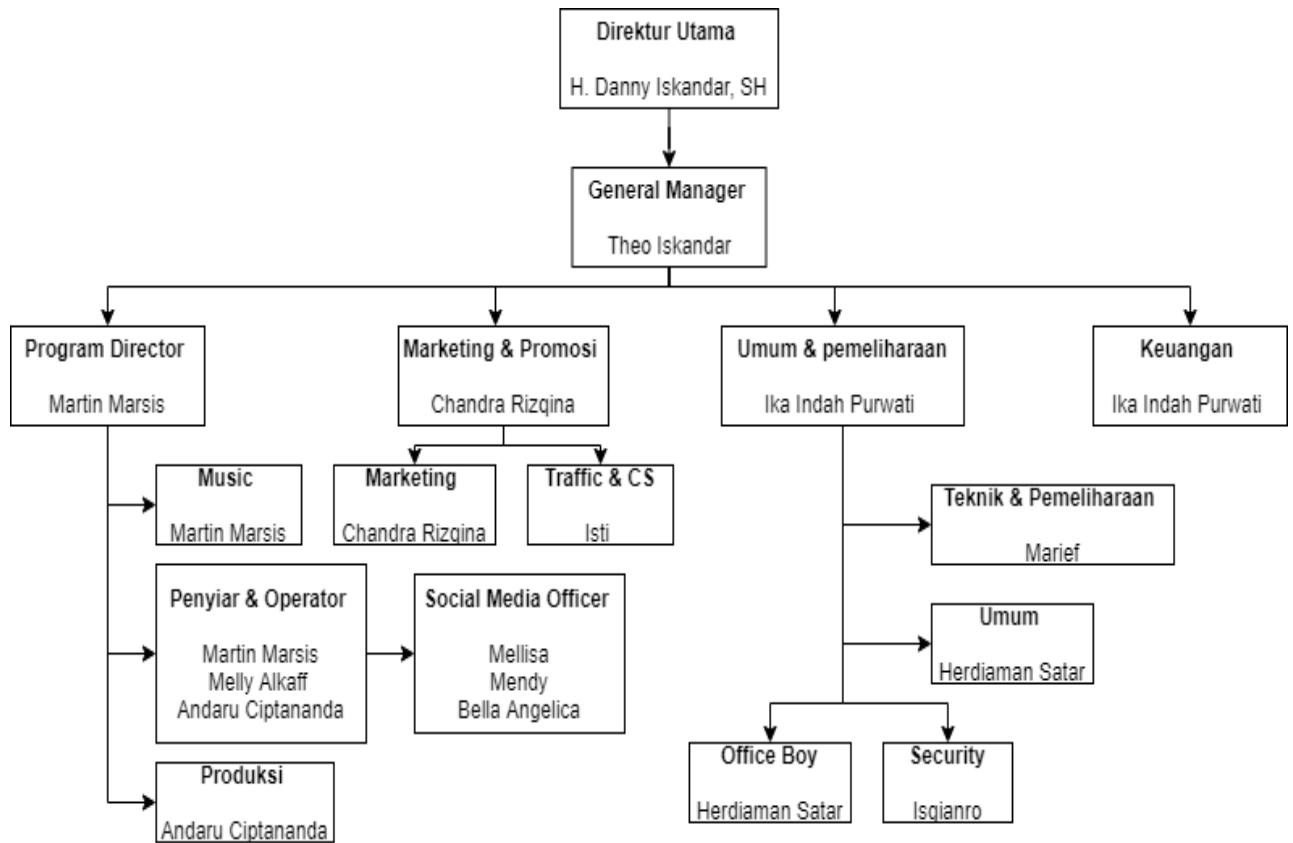 Direktur Utama
H. Danny Iskandar, SH
General Manager
Theo Iskandar
Program Director
Martin Marsis
Marketing & Promosi
Chandra Rizqina
Umum & pemeliharaan
Ika Indah Purwati
Keuangan
Ika Indah Purwati
Music
Martin Marsis
Marketing
Chandra Rizqina
Traffic & CS
Isti
Teknik & Pemeliharaan
Marief
Penyiar & Operator
Martin Marsis
Melly Alkaff
Andaru Ciptananda
Social Media Officer
Mellisa
Mendy
Bella Angelica
Umum
Herdiaman Satar
Produksi
Andaru Ciptananda
Office Boy
Herdiaman Satar
Security
Isqianro